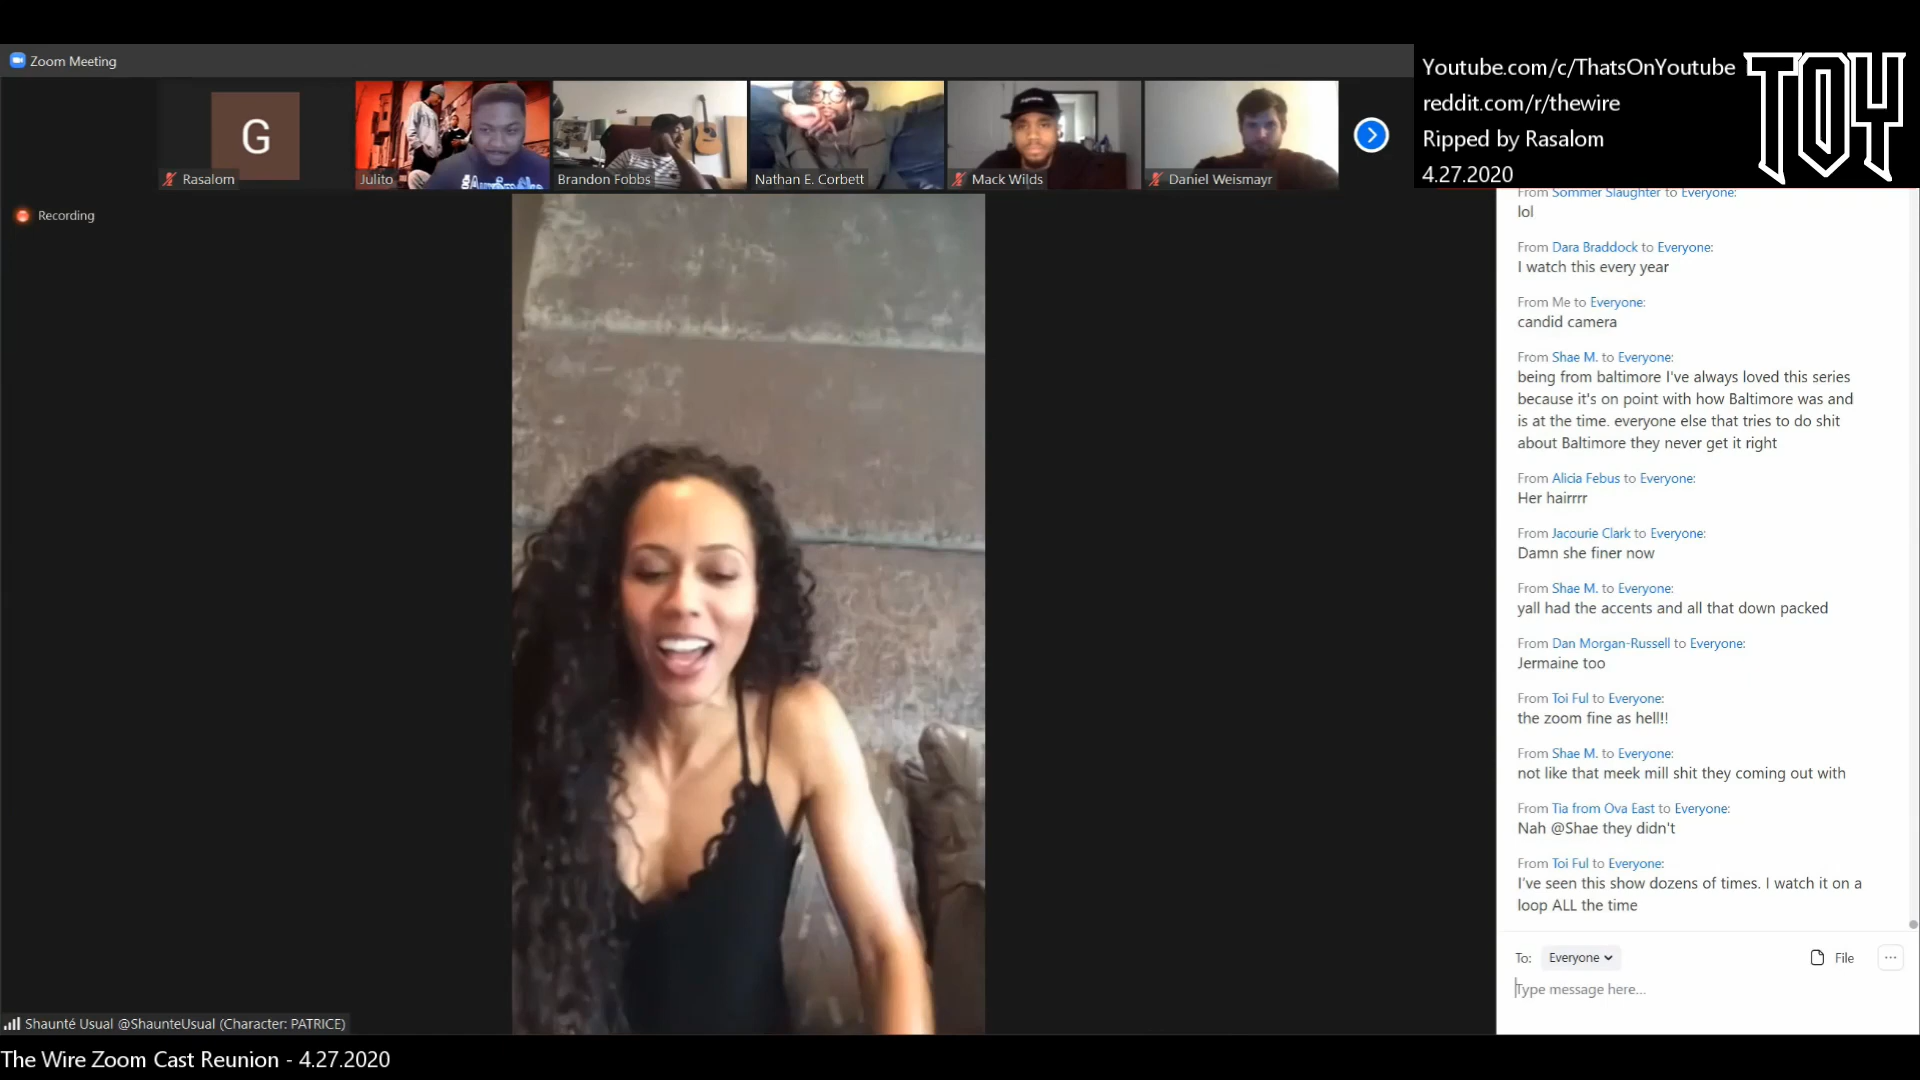 Zoom Meeting
Youtube.com/c/ThatsOnYoutube
reddit.com/r/thewire
Ripped by Rasalom
4.27.2020
TOY
G
Rasalom
Julito
Brandon Fobbs
Nathan E. Corbett
Mack Wilds
Daniel Weismayr
Recording
From Sommer Slaughter to Everyone:
lol
From Dara Braddock to Everyone:
I watch this every year
From Me to Everyone:
candid camera
From Shae M. to Everyone:
being from baltimore I've always loved this series
because it's on point with how Baltimore was and
is at the time. everyone else that tries to do shit
about Baltimore they never get it right
From Alicia Febus to Everyone:
Her hairrrr
From Jacourie Clark to Everyone:
Damn she finer now
From Shae M. to Everyone:
yall had the accents and all that down packed
From Dan Morgan-Russell to Everyone:
Jermaine too
From Toi Ful to Everyone:
the zoom fine as hell!!
From Shae M. to Everyone:
not like that meek mill shit they coming out with
From Tia from Ova East to Everyone:
Nah @Shae they didn't
From Toi Ful to Everyone:
I've seen this show dozens of times. I watch it on a
loop ALL the time
To: Everyone File ...
Type message here...
Shaunté Usual @ShaunteUsual (Character: PATRICE)
The Wire Zoom Cast Reunion - 4.27.2020